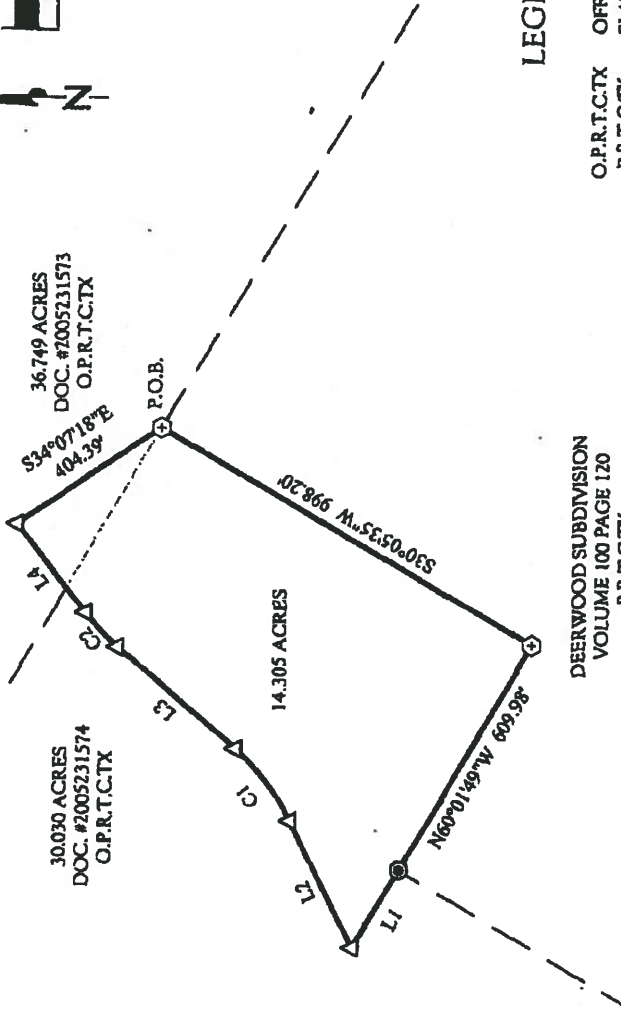 N
36.749 ACRES
DOC. #2005231573
O.P.R.T.C.TX
S34°07'18"E
404.39'
P.O.B.
L4
C2
L3
C1
L2
L1
30.030 ACRES
DOC. #2005231574
O.P.R.T.C.TX
14.305 ACRES
S30°05'35"W 998.20'
N60°01'49"W 609.98'
DEERWOOD SUBDIVISION
VOLUME 100 PAGE 120
LEGE
O.P.R.T.C.TX OFF